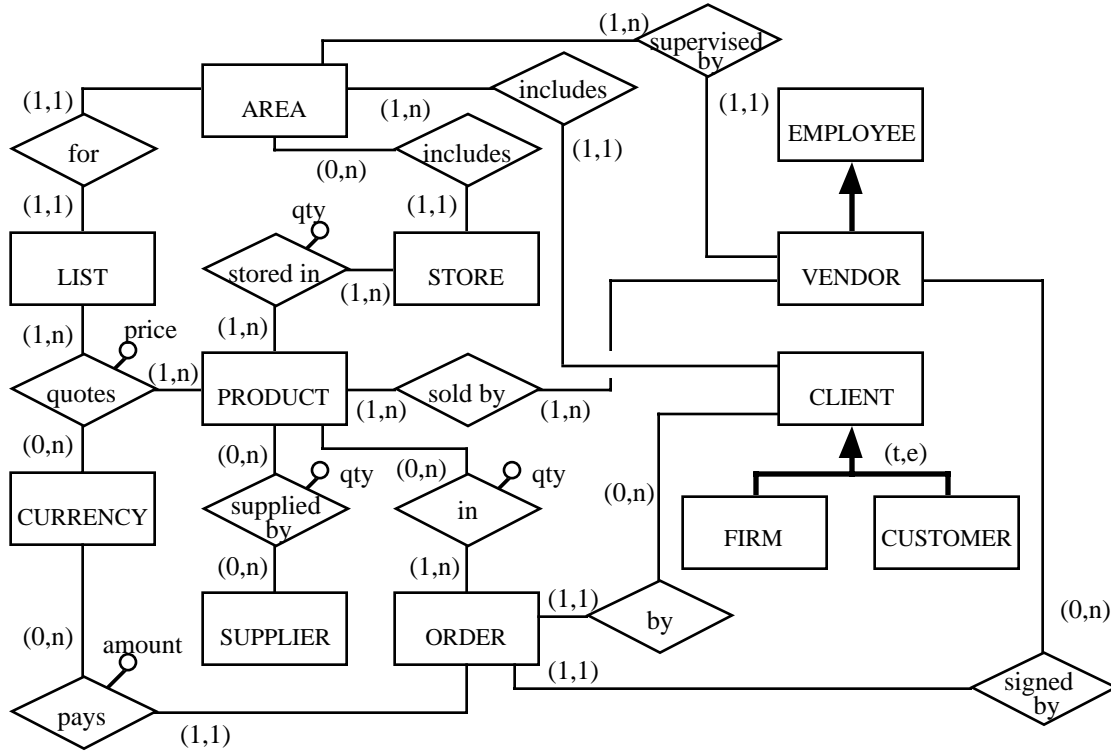 (1,n)
supervised
by
(1,1)
AREA
(1,n)
includes
(1,1)
EMPLOYEE
for
(0,n)
includes
(1,1)
(1,1)
qty
(1,1)
LIST
stored in
(1,n)
STORE
VENDOR
(1,n)
price
(1,n)
quotes
(1,n)
PRODUCT
(1,n)
sold by
(1,n)
CLIENT
(0,n)
(0,n)
qty
(0,n)
qty
(0,n)
(t,e)
CURRENCY
supplied
by
in
FIRM
CUSTOMER
(0,n)
(1,n)
(0,n)
amount
SUPPLIER
ORDER
(1,1)
by
(0,n)
(1,1)
pays
(1,1)
signed
by